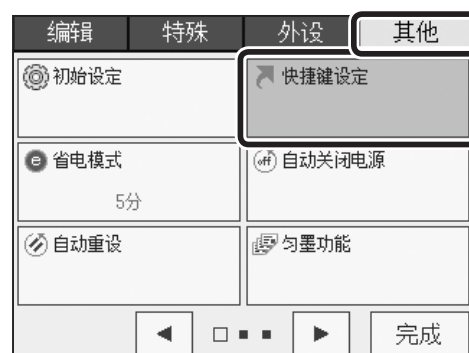 编辑 特殊 外设 其他
初始设定 快捷键设定
e 省电模式 off 自动关闭电源
5分
自动重设 匀墨功能
完成